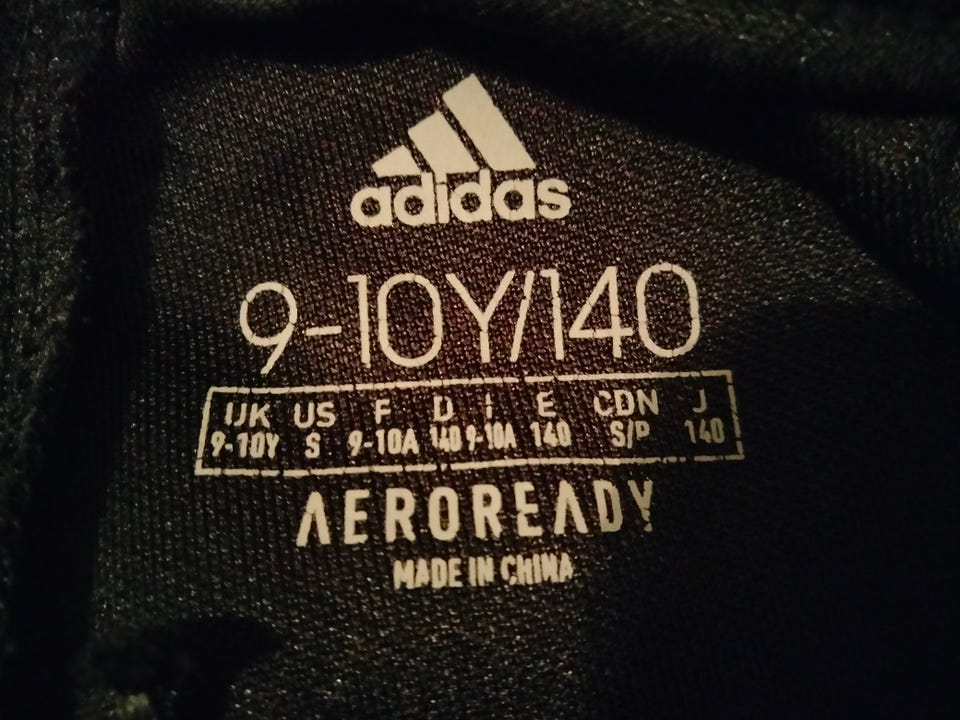 adidas
9-10Y/140
UK US F D I E CDN J
9-10Y S 9-10A 140 9-10A 140 S/P 140
AEROREADY
MADE IN CHINA